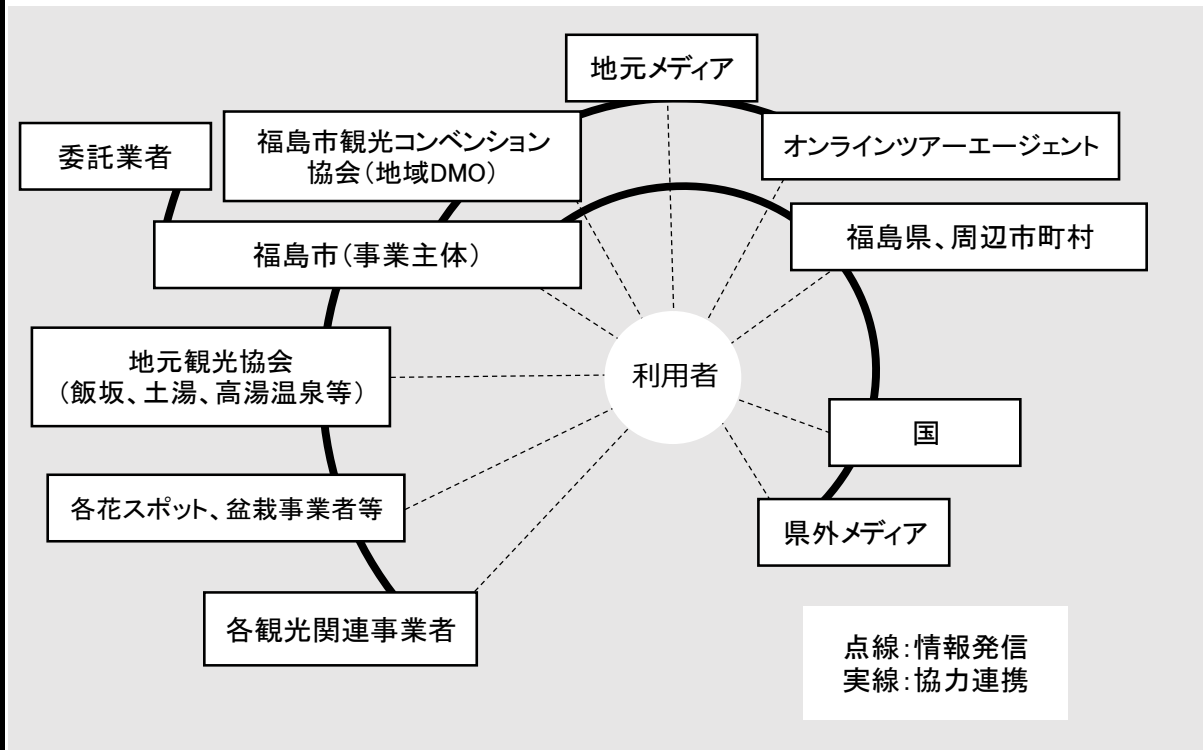 地元メディア
福島市観光コンベンション
協会（地域DMO）
オンラインツアーエージェント
委託業者
福島市（事業主体）
福島県、周辺市町村
地元観光協会
（飯坂、土湯、高湯温泉等）
利用者
国
各花スポット、盆栽事業者等
県外メディア
各観光関連事業者
点線：情報発信
実線：協力連携